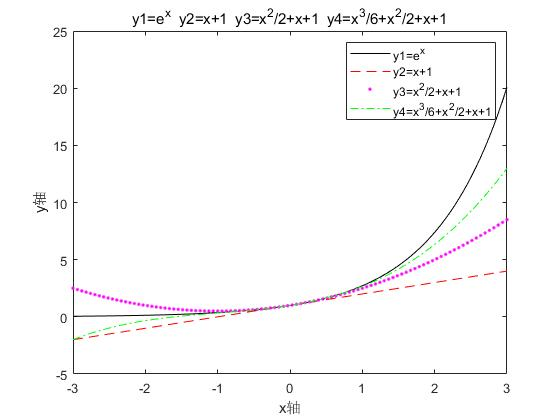 y1=e^x y2=x+1 y3=x^2/2+x+1 y4=x^3/6+x^2/2+x+1
y1=e^x
y2=x+1
y3=x^2/2+x+1
y4=x^3/6+x^2/2+x+1
25
20
15
10
5
0
-5
y轴
-3 -2 -1 0 1 2 3
x轴